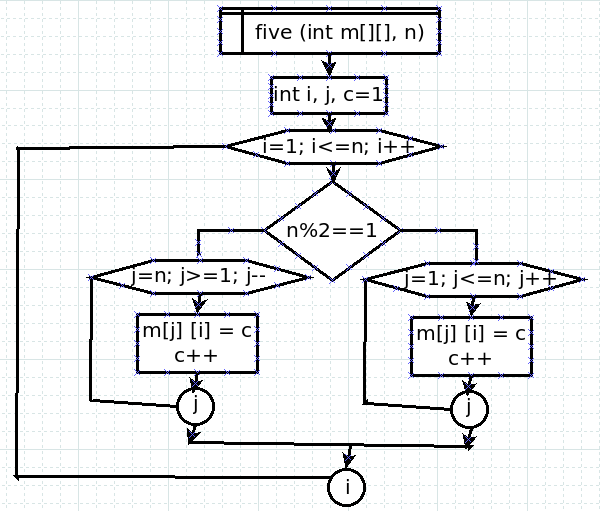 five (int m[][], n)
int i, j, c=1
i=1; i<=n; i++
n%2==1
j=n; j>=1; j--
j=1; j<=n; j++
m[j] [i] = c
c++
m[j] [i] = c
c++
j
j
i